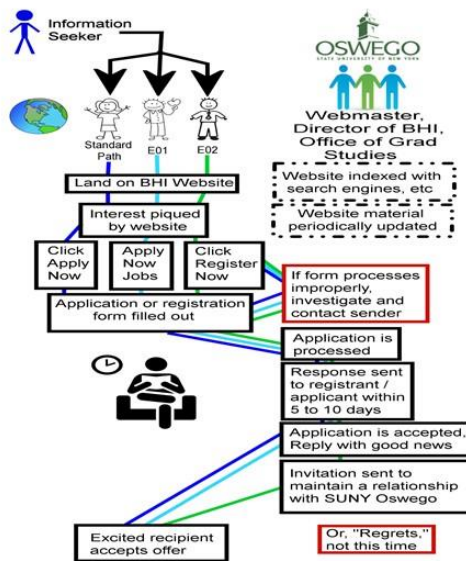 Information
Seeker
OSWEGO
STATE UNIVERSITY OF NEW YORK
Standard
Path
E01
E02
Webmaster,
Director of BHI,
Office of Grad
Studies
Land on BHI Website
Website indexed with
search engines, etc
Interest piqued
by website
Website material
periodically updated
Click
Apply
Now
Apply
Now
Jobs
Click
Register
Now
If form processes
improperly,
investigate and
contact sender
Application or registration
form filled out
Application is
processed
Response sent
to registrant /
applicant within
5 to 10 days
Application is accepted,
Reply with good news
Invitation sent to
maintain a relationship
with SUNY Oswego
Excited recipient
accepts offer
Or, "Regrets,"
not this time